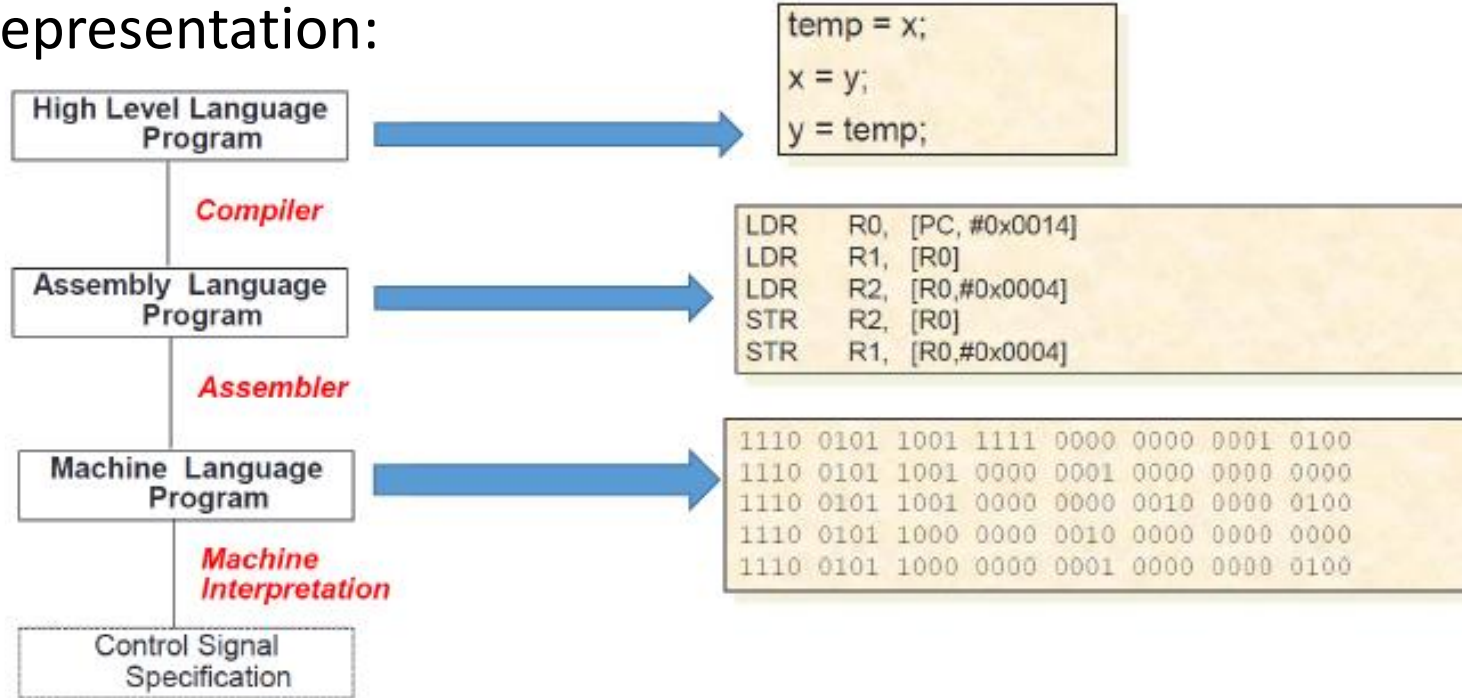 epresentation:
temp = x;
x = y;
y = temp;
High Level Language
Program
Compiler
LDR R0, [PC, #0x0014]
LDR R1, [R0]
LDR R2, [R0,#0x0004]
STR R2, [R0]
STR R1, [R0,#0x0004]
Assembly Language
Program
Assembler
1110 0101 1001 1111 0000 0000 0001 0100
1110 0101 1001 0000 0001 0000 0000 0000
1110 0101 1001 0000 0000 0010 0000 0100
1110 0101 1000 0000 0010 0000 0000 0000
1110 0101 1000 0000 0001 0000 0000 0100
Machine Language
Program
Machine
Interpretation
Control Signal
Specification